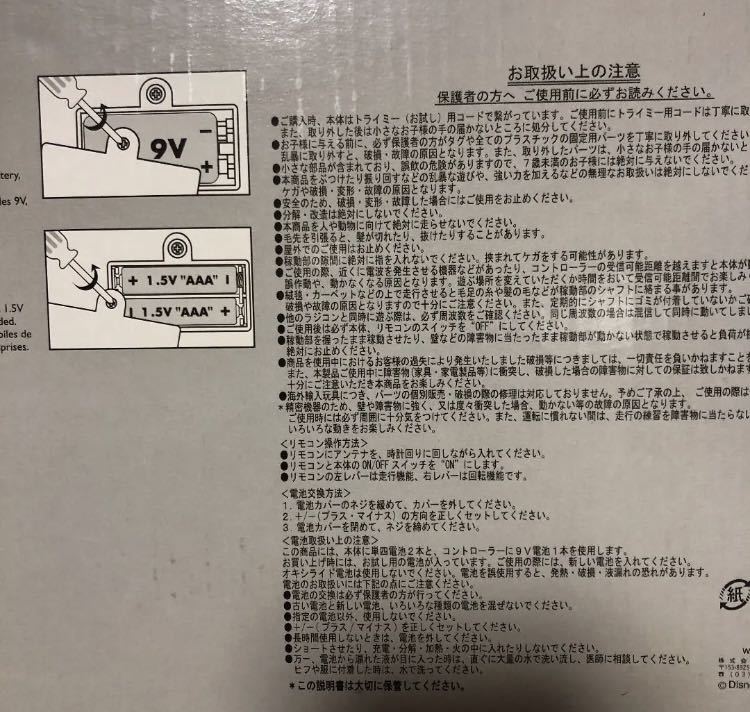 9V
−
+
ttery,
des 9V,
+ 1.5V "AAA" |
| 1.5V "AAA" +
1.5V
ded.
oiles de
prises.
お取扱い上の注意
保護者の方へ ご使用前に必ずお読みください。
●ご購入時、本体はトライミー（お試し）用コードで繋がっています。ご使用前にトライミー用コードは丁寧に取
また、取り外した後は小さなお子様の手の届かないところに処分してください。
●お子様に与える前に、必ず保護者の方がタグや全てのプラスチックの固定用パーツを丁寧に取り外してください
乱暴に取り外すと、破損・故障の原因となります。また、取り外したパーツは、小さなお子様の手の届かないと
●小さな部品が含まれており、誤飲の危険がありますので、7歳未満のお子様には絶対に与えないでください。
●本商品をぶつけたり振り回すなどの乱暴な遊びや、強い力を加えるなどの無理なお取扱いは絶対にしないでくだ
ケガや破損・変形・故障の原因となります。
●安全のため、破損・変形・故障した場合にはご使用をお止めください。
●分解・改造は絶対にしないでください。
●本商品を人や動物に向けて絶対に走らせないでください。
●毛先を引張ると、髪が切れたり、抜けたりすることがあります。
●屋外でのご使用はお止めください。
●稼動部の隙間に絶対に指を入れないでください。挟まれてケガをする可能性があります。
●ご使用の際、近くに電波を発生させる機器などがあったり、コントローラーの受信可能距離を越えますと本体が
誤作動や、動かなくなる原因となります。遊ぶ場所を変えていただくか時間をおいて受信可能距離間でお楽しみく
●絨毯・カーペットなどの上で走行させると毛足の糸や髪の毛などが稼動部のシャフトに絡まる事があります。
破損や故障の原因となりますので十分にご注意ください。また、定期的にシャフトにゴミが付着していないかご
●他のラジコンと同時に遊ぶ際は、必ず周波数をご確認ください。同じ周波数の場合は混信して同時に動いてしま
●ご使用後は必ず本体、リモコンのスイッチを“OFF”にしてください。
●稼動部を握ったまま稼動させたり、壁などの障害物に当たったまま稼動部が動かない状態で稼動させると負荷が掛
絶対にお止めください。
●商品を使用中におけるお客様の過失により発生いたしました破損等につきましては、一切責任を負いかねますことを
また、本製品ご使用中に障害物（家具・家電製品等）に衝突し、破損した場合の障害物に対しての保証は致しかねます
十分にご注意いただき本商品をお楽しみください。
●海外輸入玩具につき、パーツの個別販売・破損の際の修理は対応しておりません。予めご了承の上、ご使用の際は
＊精密機器のため、壁や障害物に強く、又は度々衝突した場合、動かない等の故障の原因となります。
ご使用時には必ず周囲に十分気をつけてください。また、運転に慣れない間は、走行の練習を障害物に当たらない
いろいろな動きをお楽しみください。
＜リモコン操作方法＞
●リモコンにアンテナを、時計回りに回しながら入れてください。
●リモコンと本体のON/OFFスイッチを“ON”にします。
●リモコンの左レバーは走行機能、右レバーは回転機能です。
＜電池交換方法＞
1. 電池カバーのネジを緩めて、カバーを外してください。
2. +/−（プラス・マイナス）の方向を正しくセットしてください。
3. 電池カバーを閉めて、ネジを締めてください。
＜電池取扱い上の注意＞
この商品には、本体に単四電池2本と、コントローラーに9V電池1本を使用します。
お買い上げ時には、お試し用の電池が入っています。ご使用の際には、新しい電池を入れてください。
オキシライド電池は使用しないでください。電池を誤使用すると、発熱・破損・液漏れの恐れがあります。
電池のお取扱いには下記の点にご注意ください。
●電池の交換は必ず保護者の方が行ってください。
●古い電池と新しい電池、いろいろな種類の電池を混ぜないでください。
●指定の電池以外、使用しないでください。
●+/−（プラス/マイナス）を正しくセットしてください。
●長時間使用しないときは、電池を外してください。
●ショートさせたり、充電・分解・加熱・火の中に入れたりしないでください。
●万一、電池から漏れた液が目に入った時は、直ぐに大量の水で洗い流し、医師に相談してください。
ヒフや服に付着した時は、水で洗ってください。
＊この説明書は大切に保管してください。
紙
W
株式会
〒153-892
☎(03)
©Disne